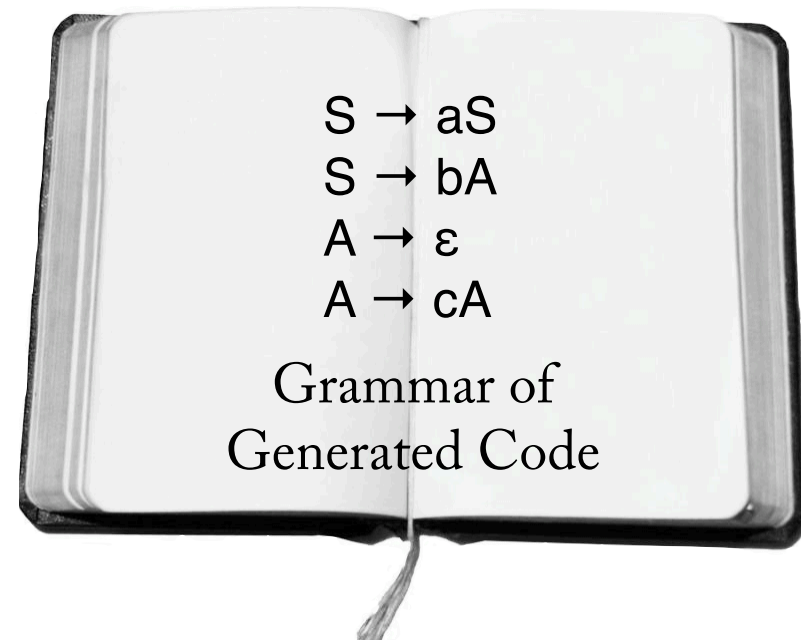 S → aS
S → bA
A → ε
A → cA
Grammar of
Generated Code